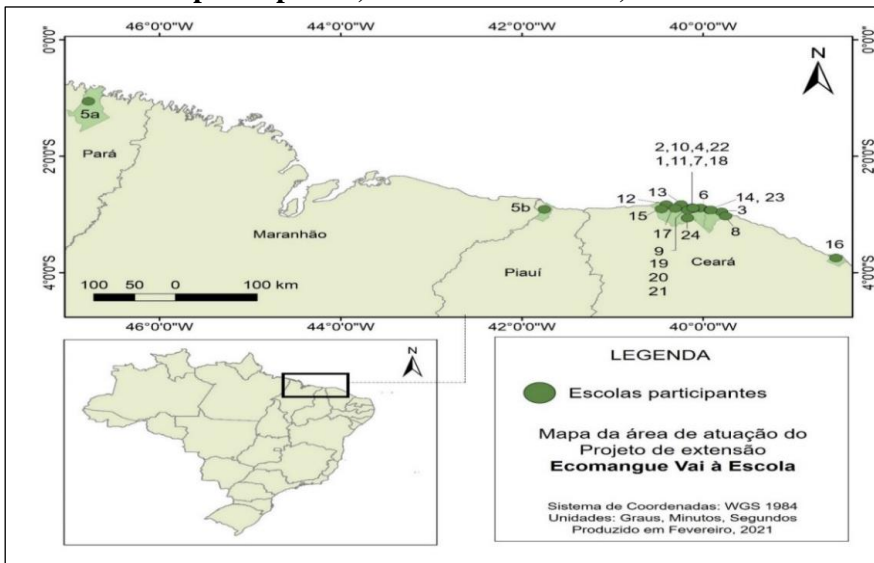 46°0'0"W 44°0'0"W 42°0'0"W 40°0'0"W
0°0'0"
0°0'0"
N
5a
Pará
2°0'0"S
2°0'0"S
2,10,4,22
1,11,7,18
13
6
14, 23
12
5b
3
15
Maranhão
17
24
8
9
Ceará
16
19
Piauí
20
21
4°0'0"S
4°0'0"S
100 50 0 100 km
46°0'0"W 44°0'0"W 42°0'0"W 40°0'0"W
N
LEGENDA
Escolas participantes
Mapa da área de atuação do
Projeto de extensão
Ecomangue Vai à Escola
Sistema de Coordenadas: WGS 1984
Unidades: Graus, Minutos, Segundos
Produzido em Fevereiro, 2021